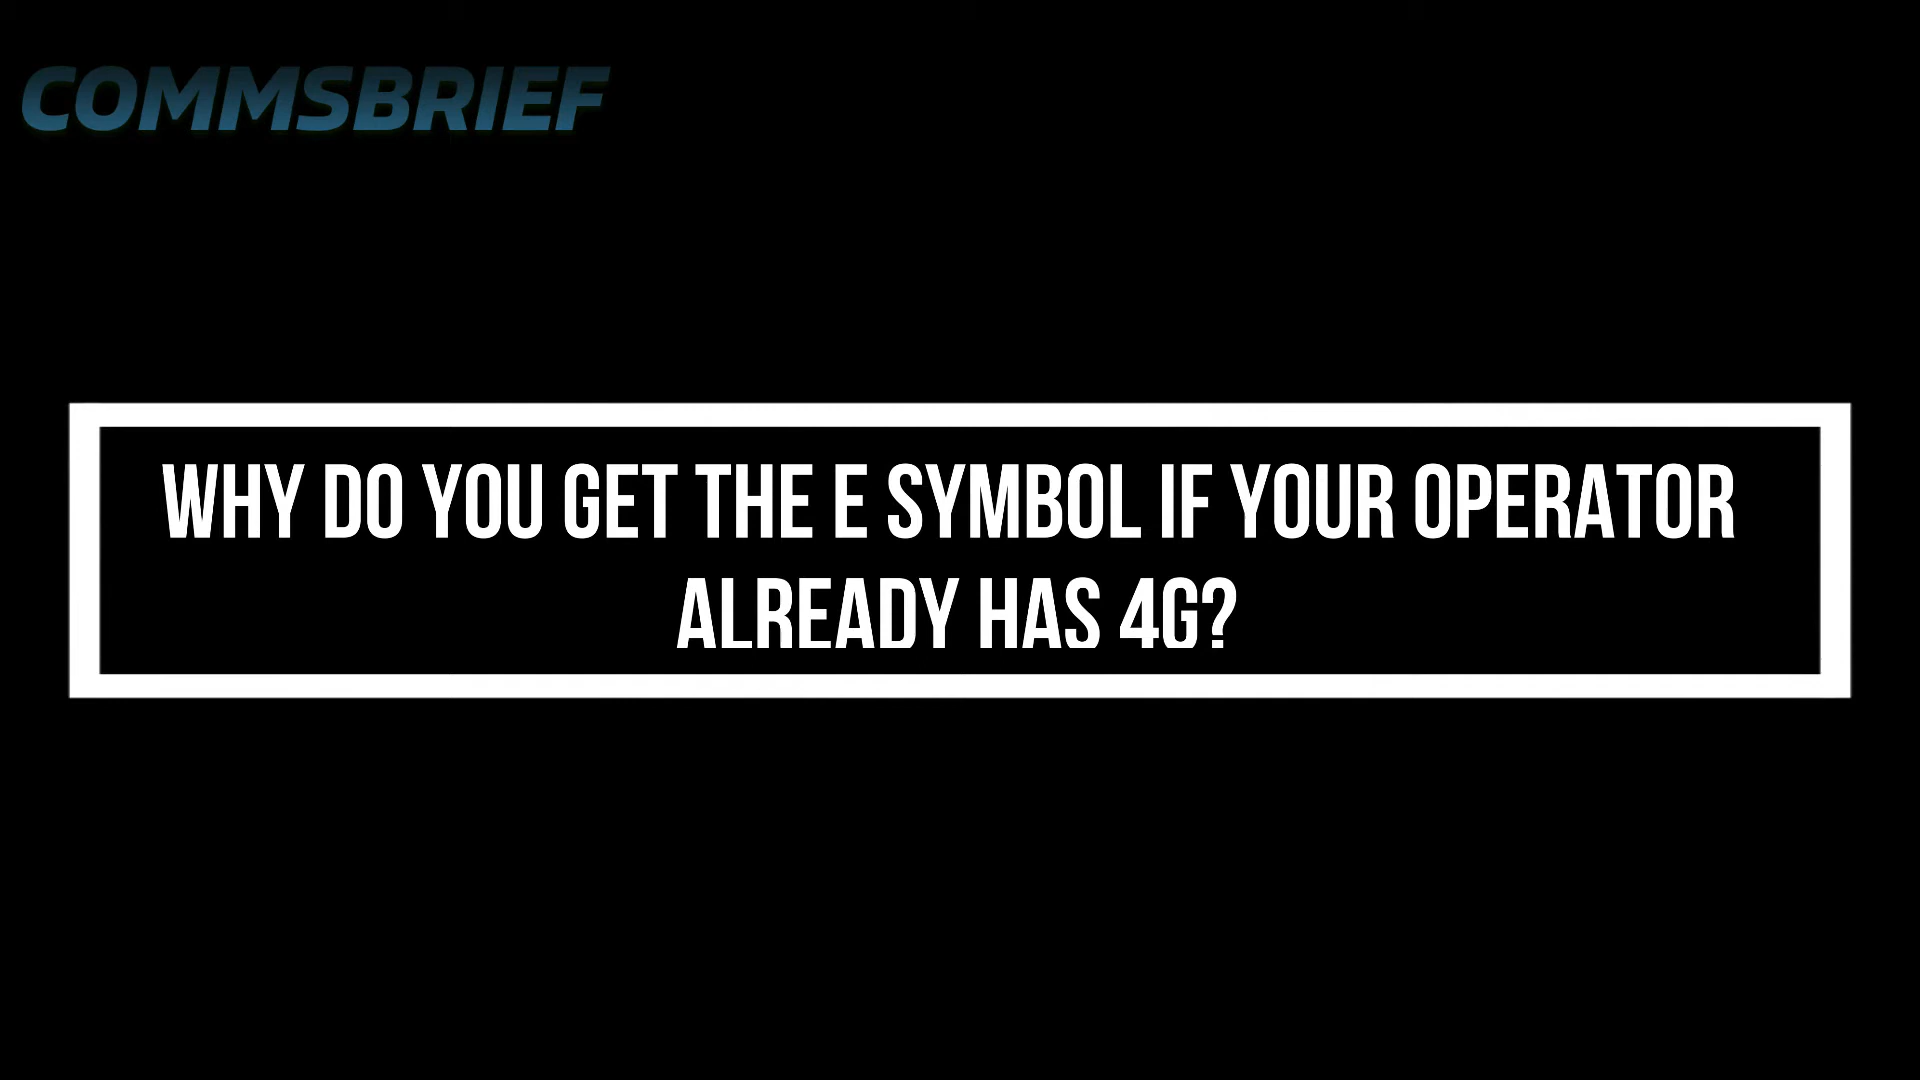 COMMSBRIEF
WHY DO YOU GET THE E SYMBOL IF YOUR OPERATOR
ALREADY HAS 4G?